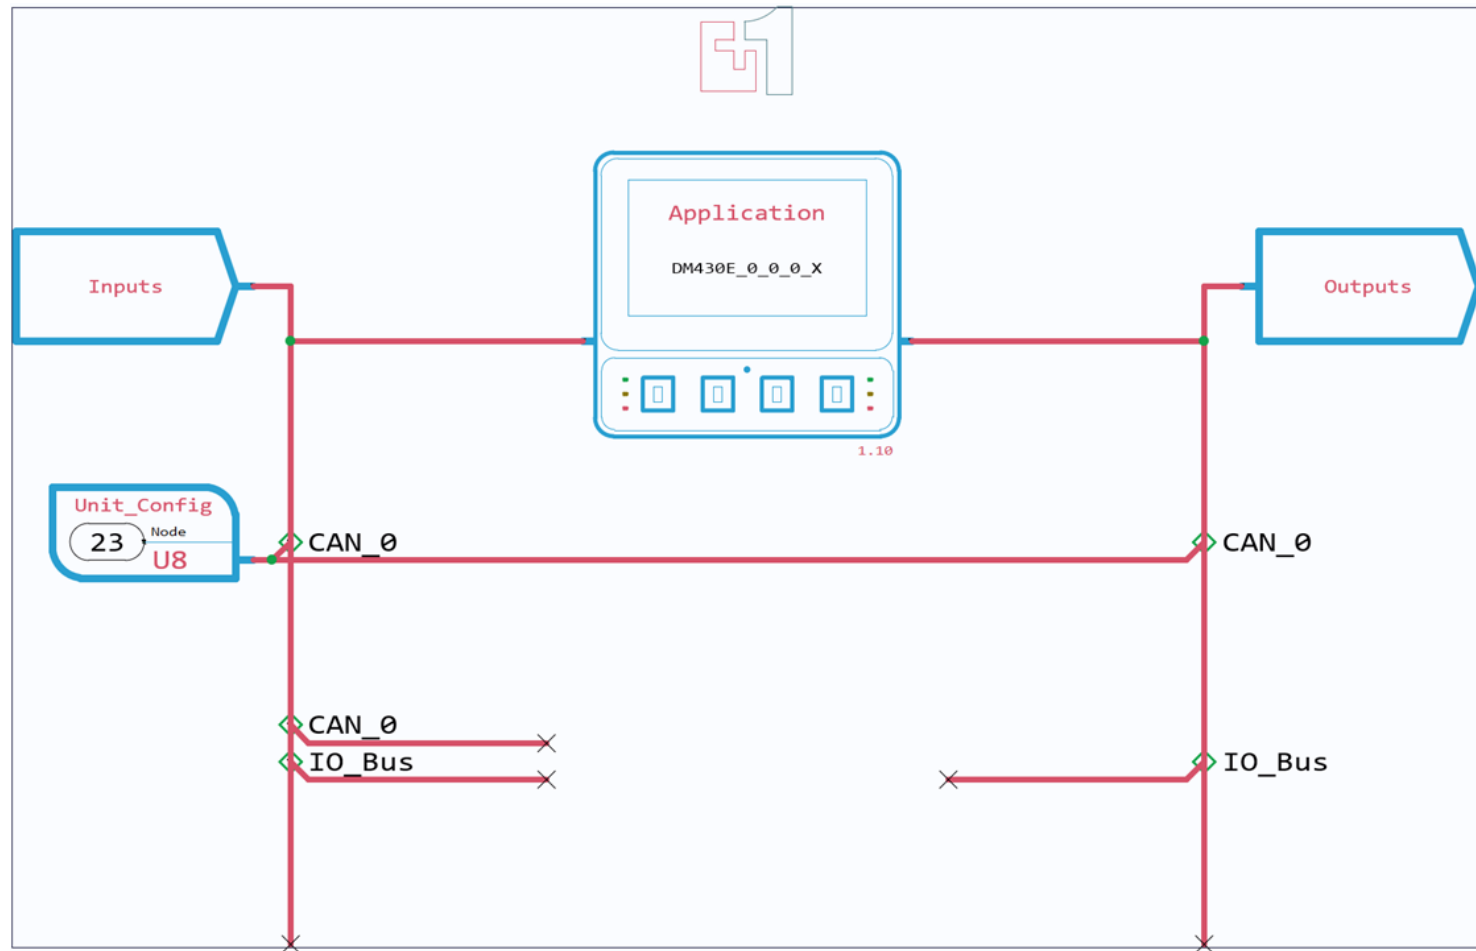 Application
DM430E_0_0_0_X
Inputs
Outputs
1.10
Unit_Config
Node
23
U8
CAN_0
CAN_0
CAN_0
IO_Bus
IO_Bus